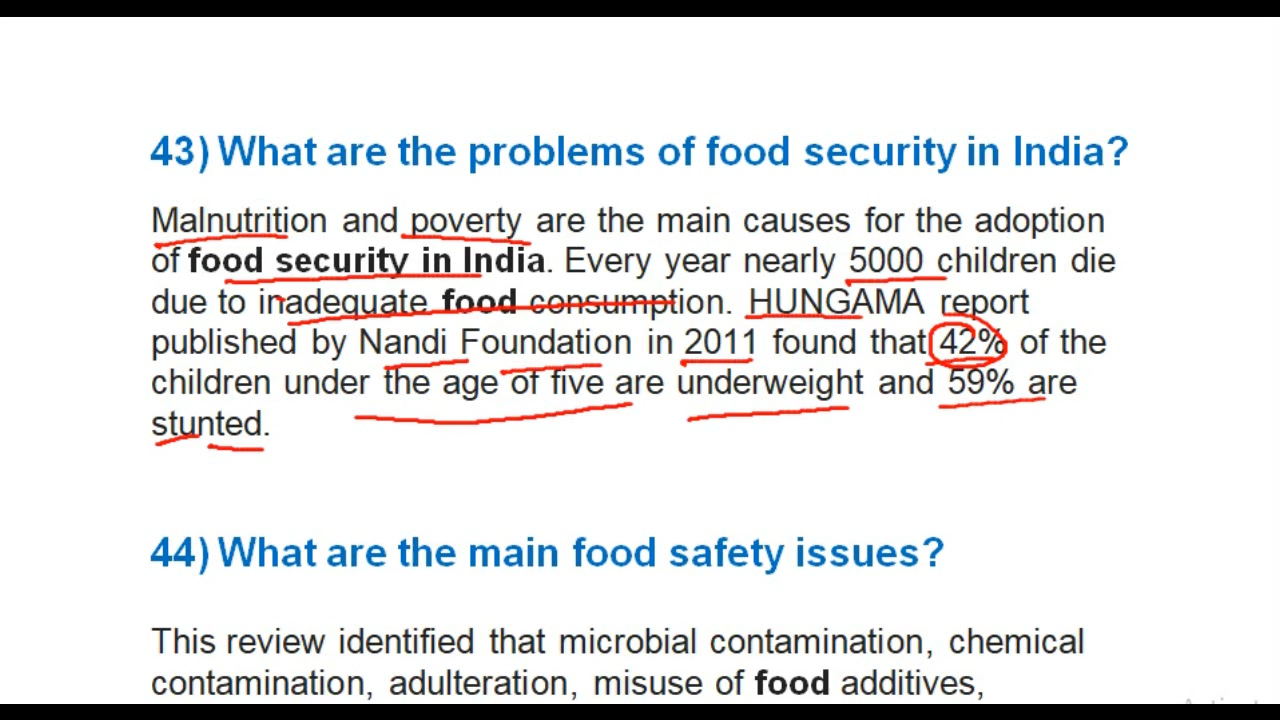 43) What are the problems of food security in India?
Malnutrition and poverty are the main causes for the adoption
of food security in India. Every year nearly 5000 children die
due to inadequate food consumption. HUNGAMA report
published by Nandi Foundation in 2011 found that 42% of the
children under the age of five are underweight and 59% are
stunted.
44) What are the main food safety issues?
This review identified that microbial contamination, chemical
contamination, adulteration, misuse of food additives,